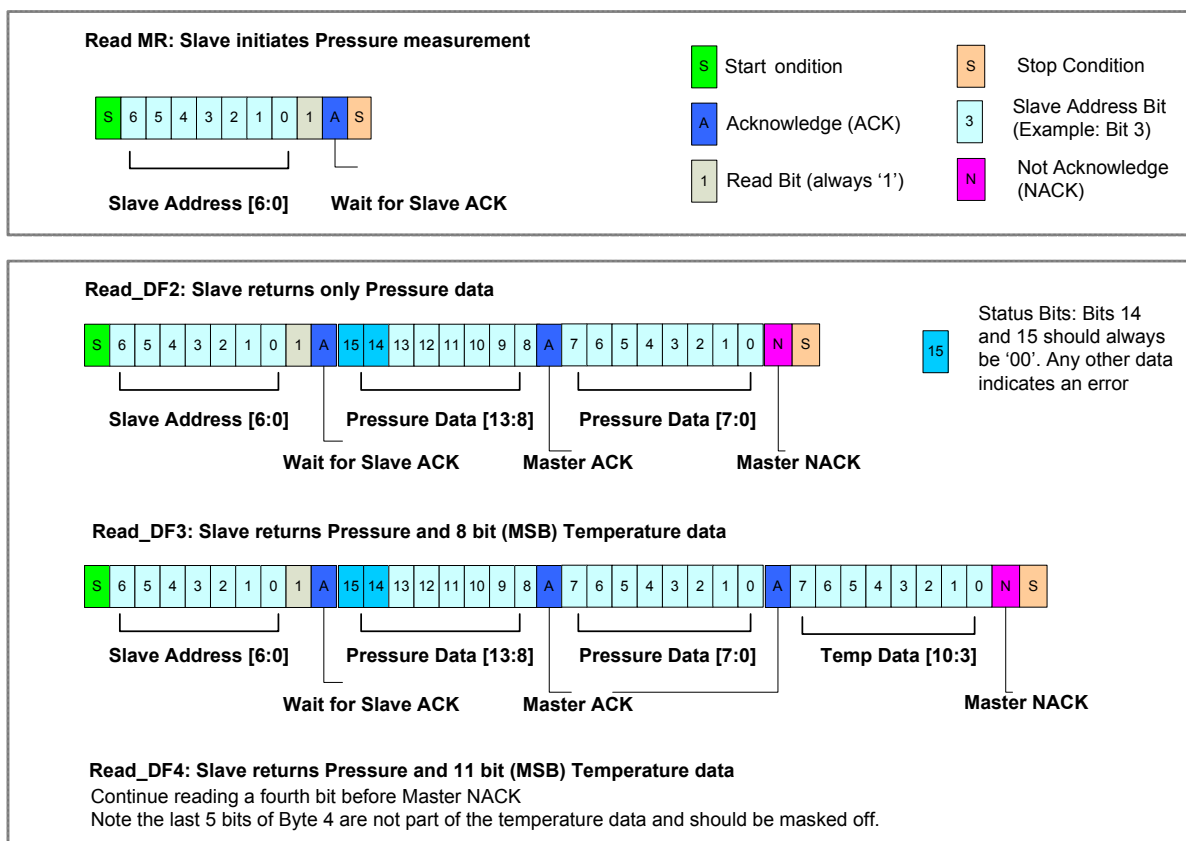 Read MR: Slave initiates Pressure measurement
S 6 5 4 3 2 1 0 1 A S
Slave Address [6:0] Wait for Slave ACK
S Start ondition
S Stop Condition
A Acknowledge (ACK)
3 Slave Address Bit
(Example: Bit 3)
1 Read Bit (always ‘1’)
N Not Acknowledge
(NACK)
Read_DF2: Slave returns only Pressure data
S 6 5 4 3 2 1 0 1 A 15 14 13 12 11 10 9 8 A 7 6 5 4 3 2 1 0 N S
Slave Address [6:0] Pressure Data [13:8] Pressure Data [7:0]
Wait for Slave ACK Master ACK Master NACK
15 Status Bits: Bits 14
and 15 should always
be ‘00’. Any other data
indicates an error
Read_DF3: Slave returns Pressure and 8 bit (MSB) Temperature data
S 6 5 4 3 2 1 0 1 A 15 14 13 12 11 10 9 8 A 7 6 5 4 3 2 1 0 A 7 6 5 4 3 2 1 0 N S
Slave Address [6:0] Pressure Data [13:8] Pressure Data [7:0] Temp Data [10:3]
Wait for Slave ACK Master ACK Master NACK
Read_DF4: Slave returns Pressure and 11 bit (MSB) Temperature data
Continue reading a fourth bit before Master NACK
Note the last 5 bits of Byte 4 are not part of the temperature data and should be masked off.